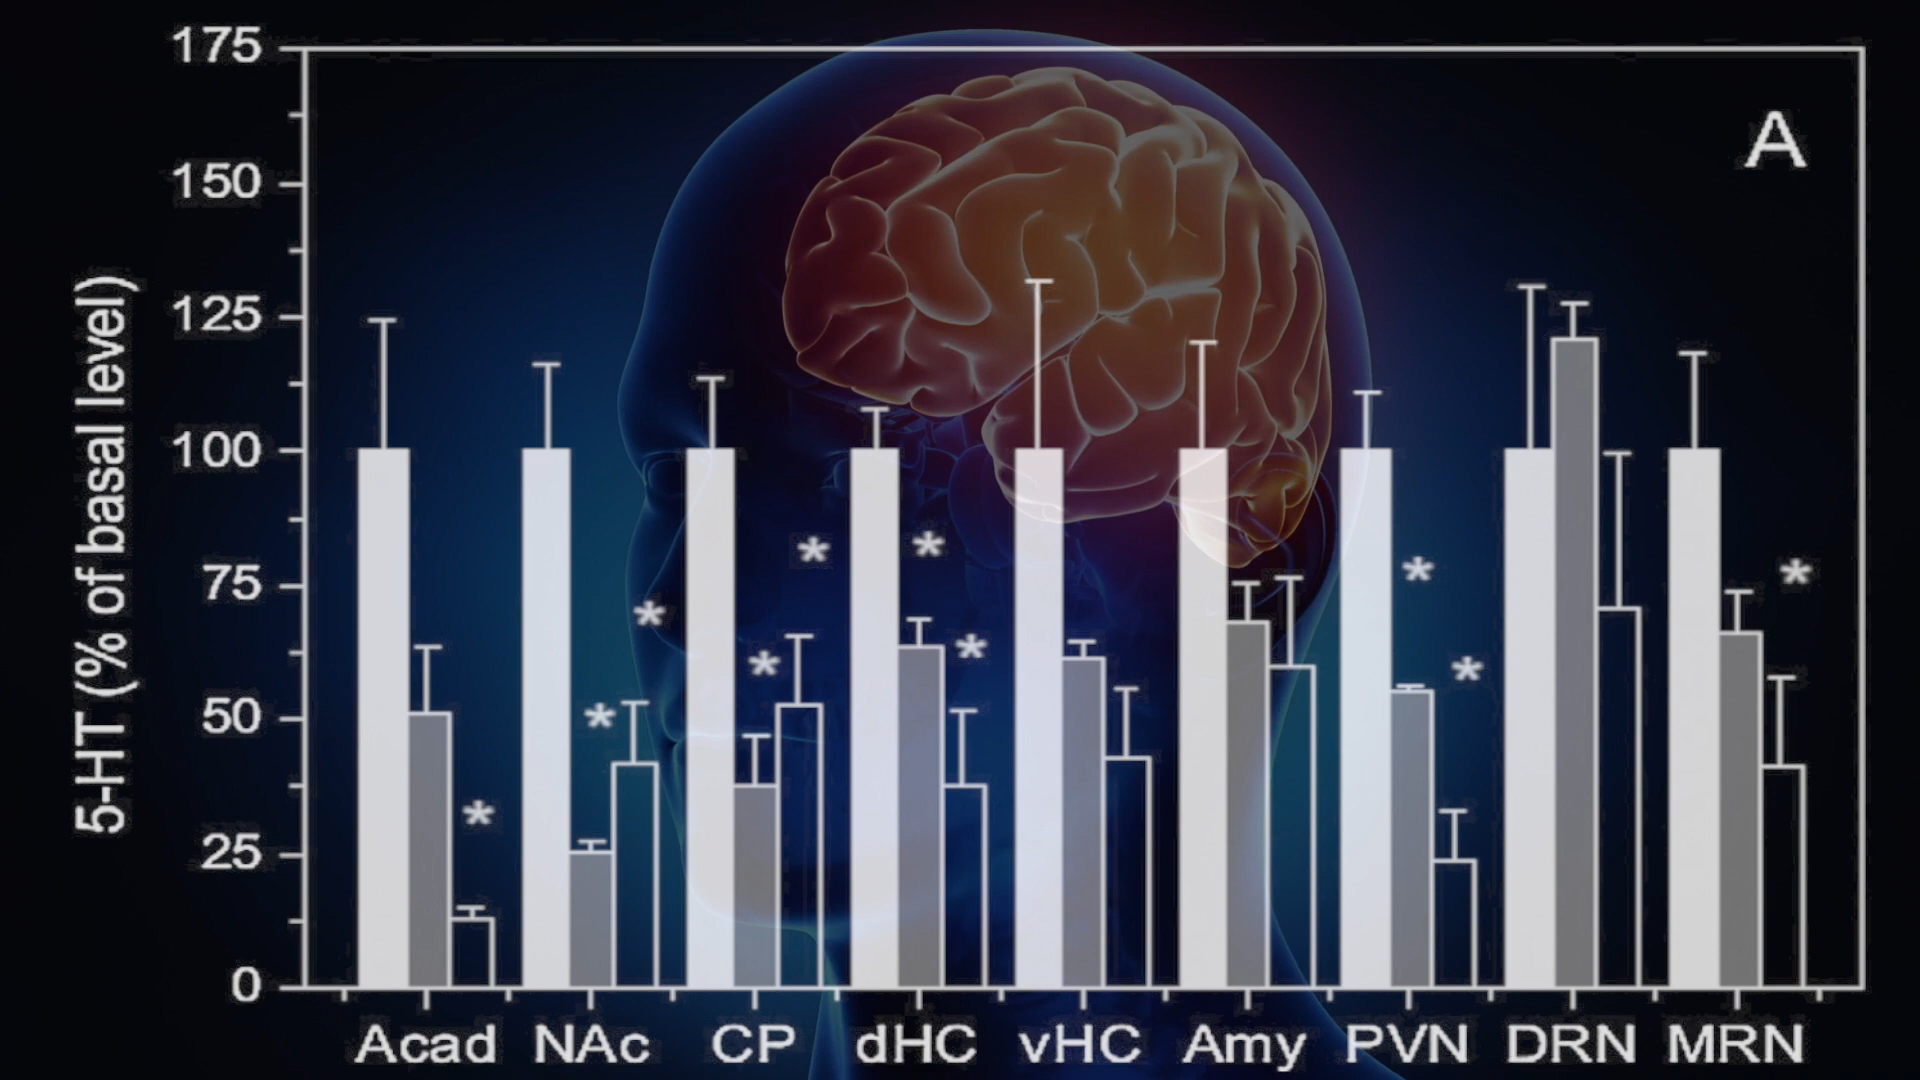 175
150
125
100
75
50
25
0
5-HT (% of basal level)
A
* * * * * * * * * *
Acad NAc CP dHC vHC Amy PVN DRN MRN